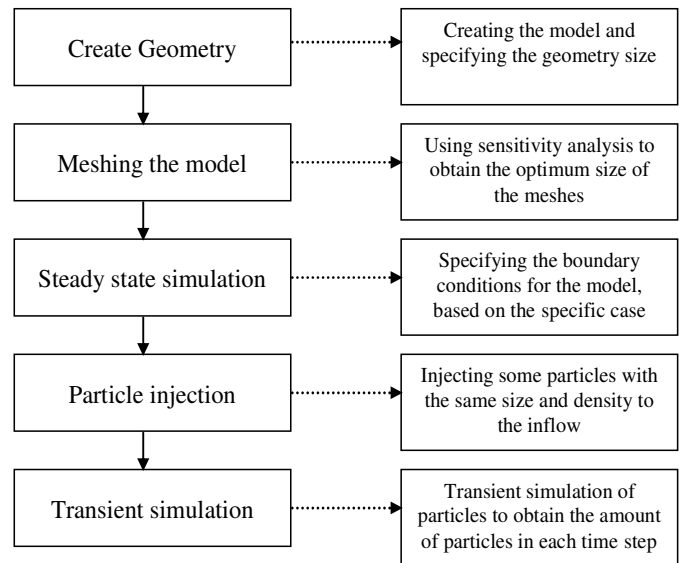 Create Geometry
Creating the model and
specifying the geometry size
Meshing the model
Using sensitivity analysis to
obtain the optimum size of
the meshes
Steady state simulation
Specifying the boundary
conditions for the model,
based on the specific case
Particle injection
Injecting some particles with
the same size and density to
the inflow
Transient simulation
Transient simulation of
particles to obtain the amount
of particles in each time step